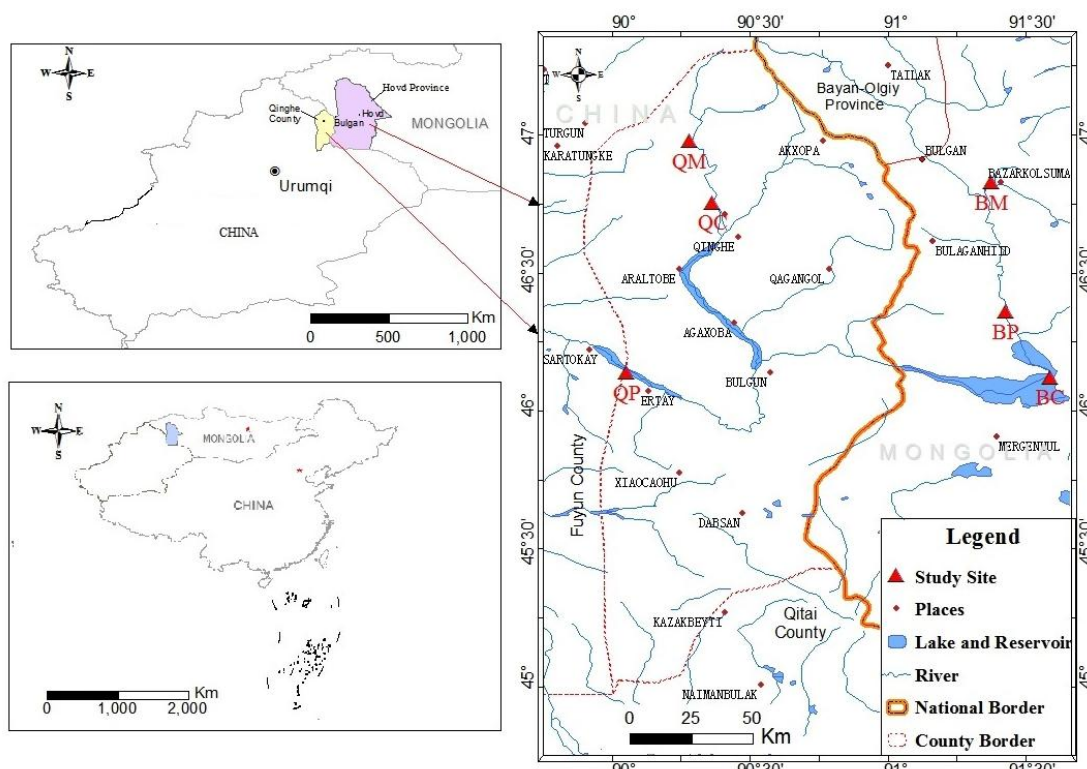 N
W E
S
Hovd Province
Qinghe
County
Hovd
Bulgan
MONGOLIA
Urumqi
CHINA
Km
0 500 1,000
N
W E
S
MONGOLIA
CHINA
Km
0 1,000 2,000
90° 90°30' 91° 91°30'
47°
46°30'
46°
45°30'
45°
N
W E
S
CHINA
TAILAK
Bayan-Olgiy
Province
TURGUN
KARATUNGKE
QM
AKXOPA
BULGAN
BAZARKOLSUMA
BM
QC
QINGHE
BULAGANHIID
ARALTOBE
QAGANGOL
AGAXOBA
BP
SARTOKAY
QP
ERTAY
BULGUN
BC
MONGOLIA
MERGENVUL
XIAOCAOHU
Fuyun County
DABSAN
KAZAKBEYTI
Qitai
County
NAIMANBULAK
0 25 50
Km
Legend
Study Site
Places
Lake and Reservoir
River
National Border
County Border
47°
46°30'
46°
45°30'
45°
90° 90°30' 91° 91°30'